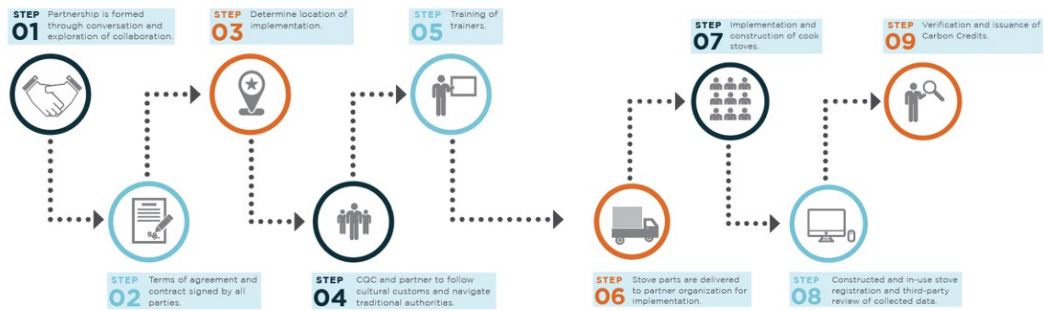 STEP 01
Partnership is formed
through conversation and
exploration of collaboration.
STEP 02
Terms of agreement and
contract signed by all
parties.
STEP 03
Determine location of
implementation.
STEP 04
CQC and partner to follow
cultural customs and navigate
traditional authorities.
STEP 05
Training of
trainers.
STEP 06
Stove parts are delivered
to partner organization for
implementation.
STEP 07
Implementation and
construction of cook
stoves.
STEP 08
Constructed and in-use stove
registration and third-party
review of collected data.
STEP 09
Verification and issuance of
Carbon Credits.